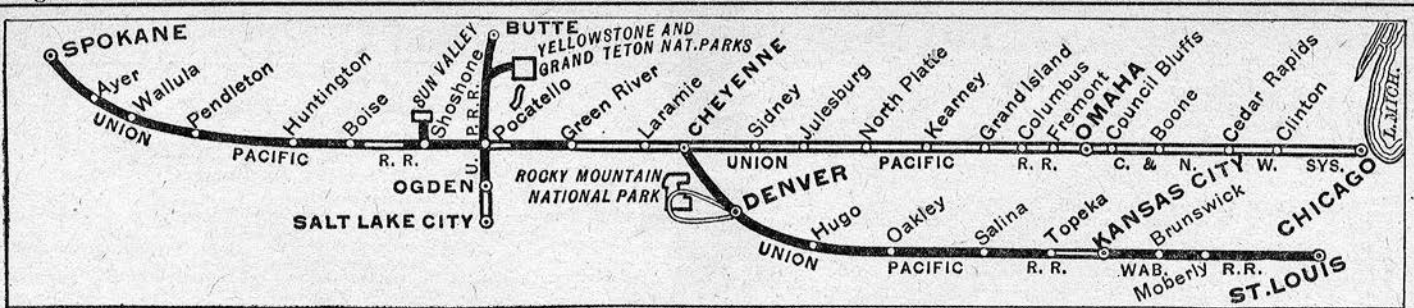 SPOKANE
Ayer
Wallula
Pendleton
Huntington
Boise
SUN VALLEY
Shoshone
UNION
PACIFIC
R. R.
BUTTE
YELLOWSTONE AND
GRAND TETON NAT. PARKS
U. P. R. R.
Pocatello
OGDEN
SALT LAKE CITY
Green River
Laramie
CHEYENNE
Sidney
Julesburg
North Platte
Kearney
Grand Island
Columbus
Fremont
OMAHA
Council Bluffs
Boone
Cedar Rapids
Clinton
CHICAGO
L. MICH.
UNION
PACIFIC
R. R.
C. & N. W. SYS.
ROCKY MOUNTAIN
NATIONAL PARK
DENVER
Hugo
Oakley
Salina
Topeka
KANSAS CITY
Brunswick
Moberly
ST. LOUIS
UNION
PACIFIC
R. R.
WAB.
R. R.